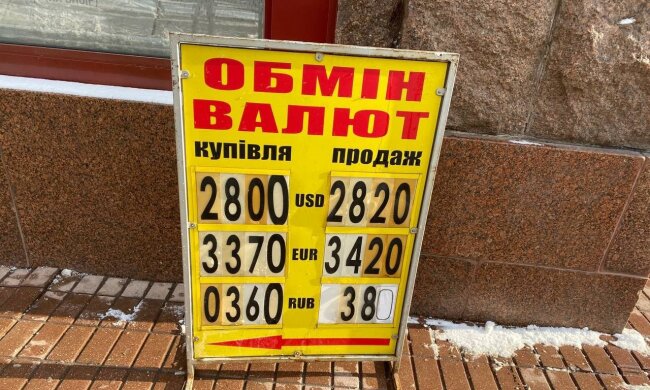 ОБМІН
ВАЛЮТ
купівля продаж
2800 USD 2820
3370 EUR 3420
0360 RUB 380